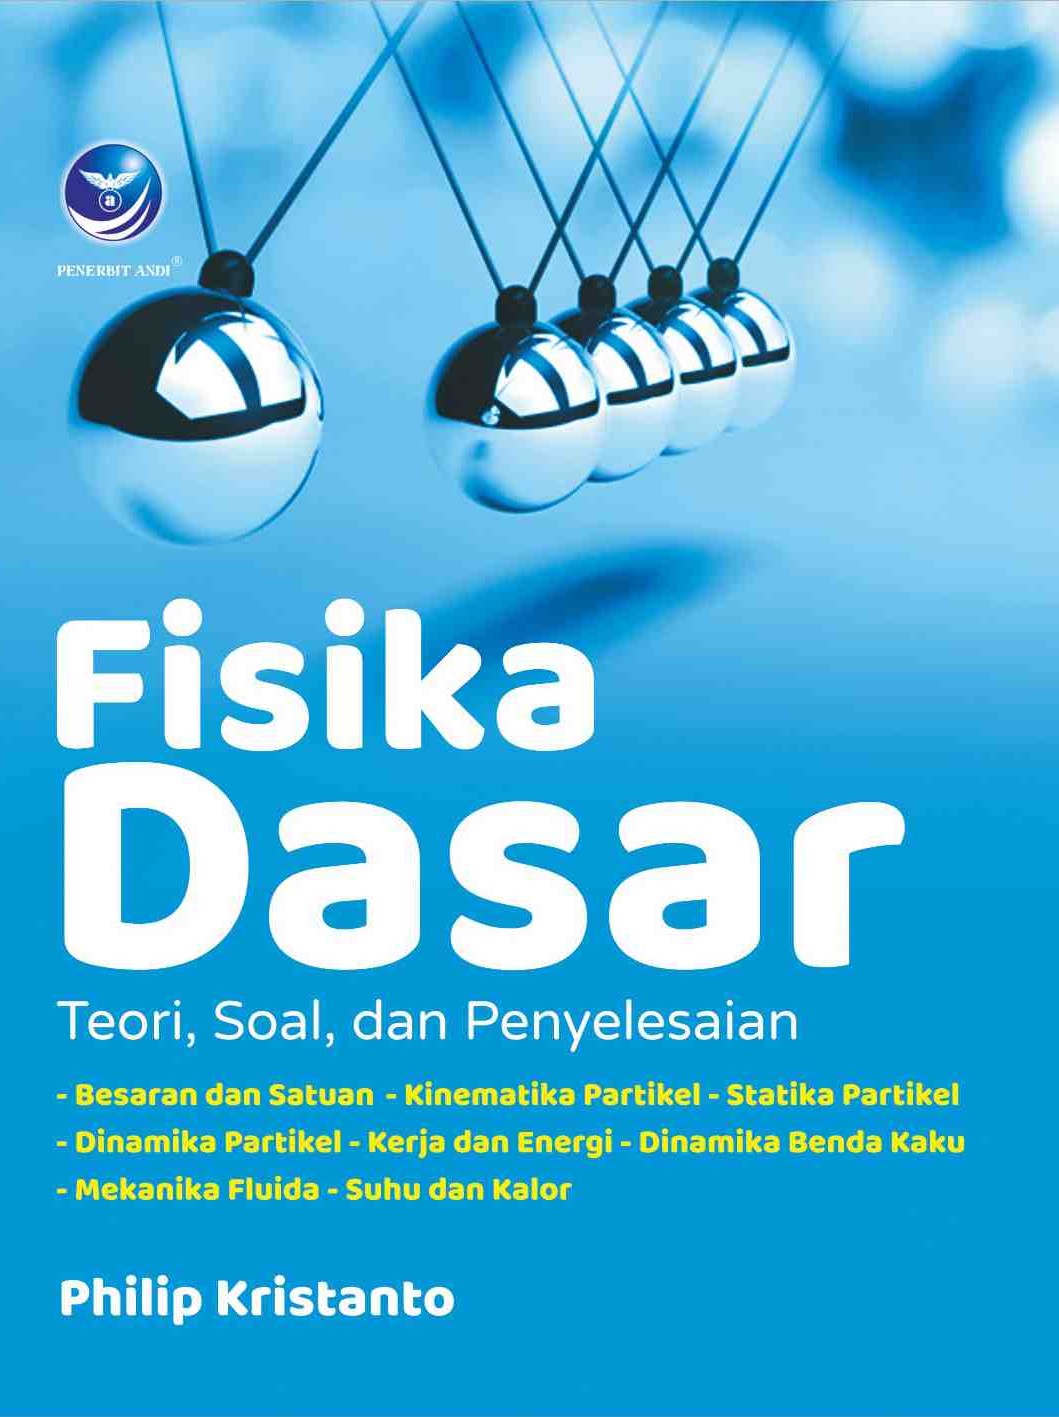 PENERBIT ANDI®
Fisika
Dasar
Teori, Soal, dan Penyelesaian
- Besaran dan Satuan - Kinematika Partikel - Statika Partikel
- Dinamika Partikel - Kerja dan Energi - Dinamika Benda Kaku
- Mekanika Fluida - Suhu dan Kalor
Philip Kristanto